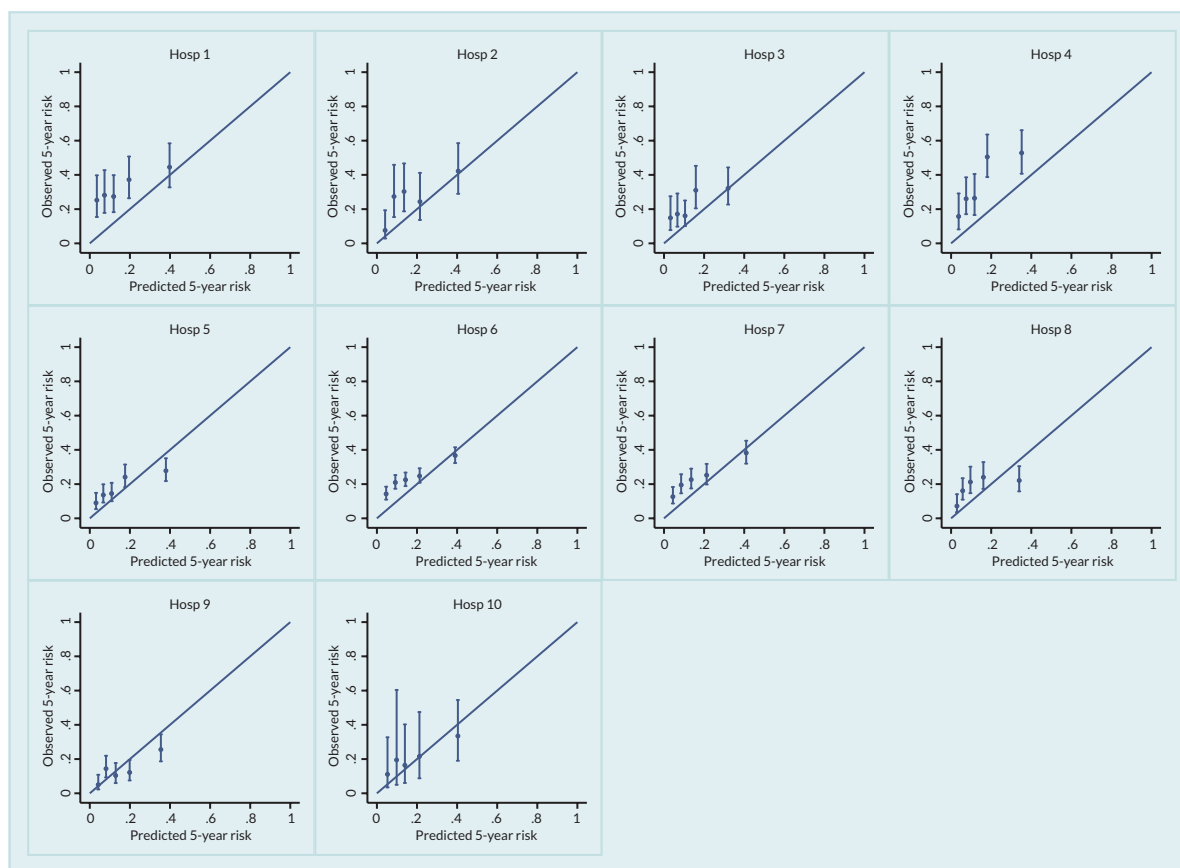 Hosp 1
Observed 5-year risk
1
.8
.6
.4
.2
0
0 .2 .4 .6 .8 1
Predicted 5-year risk
Hosp 2
Observed 5-year risk
1
.8
.6
.4
.2
0
0 .2 .4 .6 .8 1
Predicted 5-year risk
Hosp 3
Observed 5-year risk
1
.8
.6
.4
.2
0
0 .2 .4 .6 .8 1
Predicted 5-year risk
Hosp 4
Observed 5-year risk
1
.8
.6
.4
.2
0
0 .2 .4 .6 .8 1
Predicted 5-year risk
Hosp 5
Observed 5-year risk
1
.8
.6
.4
.2
0
0 .2 .4 .6 .8 1
Predicted 5-year risk
Hosp 6
Observed 5-year risk
1
.8
.6
.4
.2
0
0 .2 .4 .6 .8 1
Predicted 5-year risk
Hosp 7
Observed 5-year risk
1
.8
.6
.4
.2
0
0 .2 .4 .6 .8 1
Predicted 5-year risk
Hosp 8
Observed 5-year risk
1
.8
.6
.4
.2
0
0 .2 .4 .6 .8 1
Predicted 5-year risk
Hosp 9
Observed 5-year risk
1
.8
.6
.4
.2
0
0 .2 .4 .6 .8 1
Predicted 5-year risk
Hosp 10
Observed 5-year risk
1
.8
.6
.4
.2
0
0 .2 .4 .6 .8 1
Predicted 5-year risk